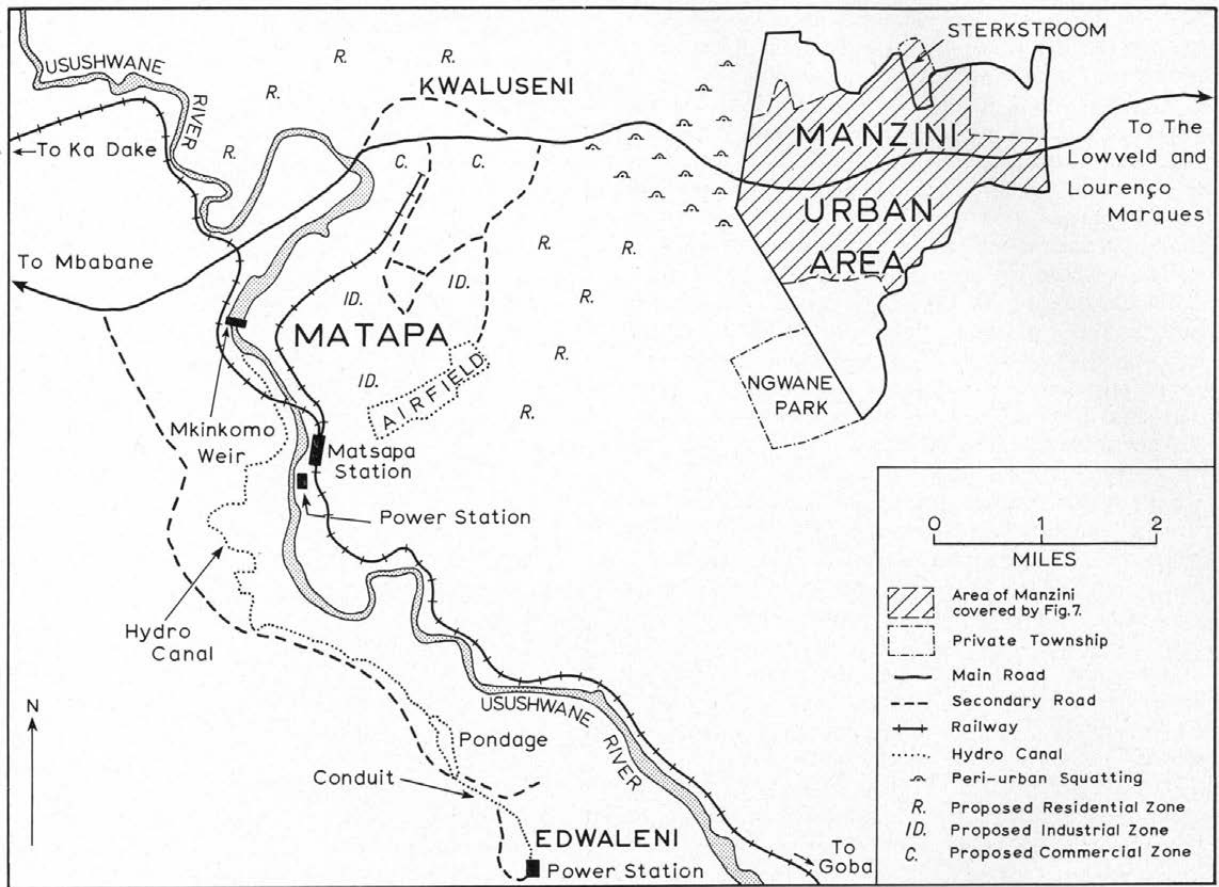 USUSHWANE
RIVER
To Ka Dake
To Mbabane
R.
R.
R.
R.
KWALUSENI
C.
C.
STERKSTROOM
MANZINI
URBAN
AREA
To The
Lowveld and
Lourenço
Marques
R.
R.
R.
R.
R.
ID.
ID.
MATAPA
ID.
AIRFIELD
NGWANE
PARK
Mkinkomo
Weir
Matsapa
Station
Power Station
Hydro
Canal
USUSHWANE
RIVER
Pondage
Conduit
EDWALENI
Power Station
To
Goba
N
0 1 2
MILES
Area of Manzini
covered by Fig.7.
Private Township
Main Road
Secondary Road
Railway
Hydro Canal
Peri-urban Squatting
R. Proposed Residential Zone
ID. Proposed Industrial Zone
C. Proposed Commercial Zone